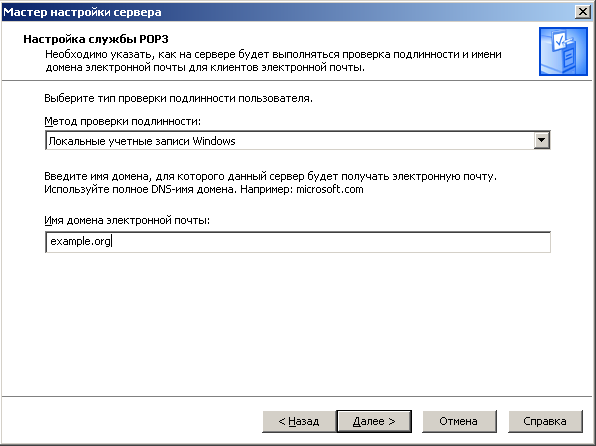 Мастер настройки сервера
Настройка службы POP3
Необходимо указать, как на сервере будет выполняться проверка подлинности и имени
домена электронной почты для клиентов электронной почты.
Выберите тип проверки подлинности пользователя.
Метод проверки подлинности:
Локальные учетные записи Windows
Введите имя домена, для которого данный сервер будет получать электронную почту.
Используйте полное DNS-имя домена. Например: microsoft.com
Имя домена электронной почты:
example.org
< Назад
Далее >
Отмена
Справка